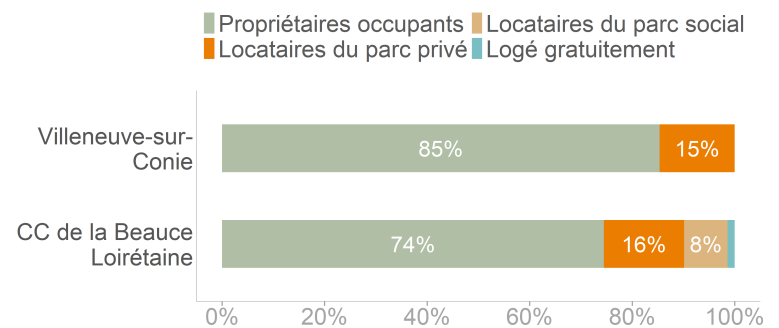 Propriétaires occupants Locataires du parc social
Locataires du parc privé Logé gratuitement
Villeneuve-sur-
Conie
85% 15%
CC de la Beauce
Loirétaine
74% 16% 8%
0% 20% 40% 60% 80% 100%